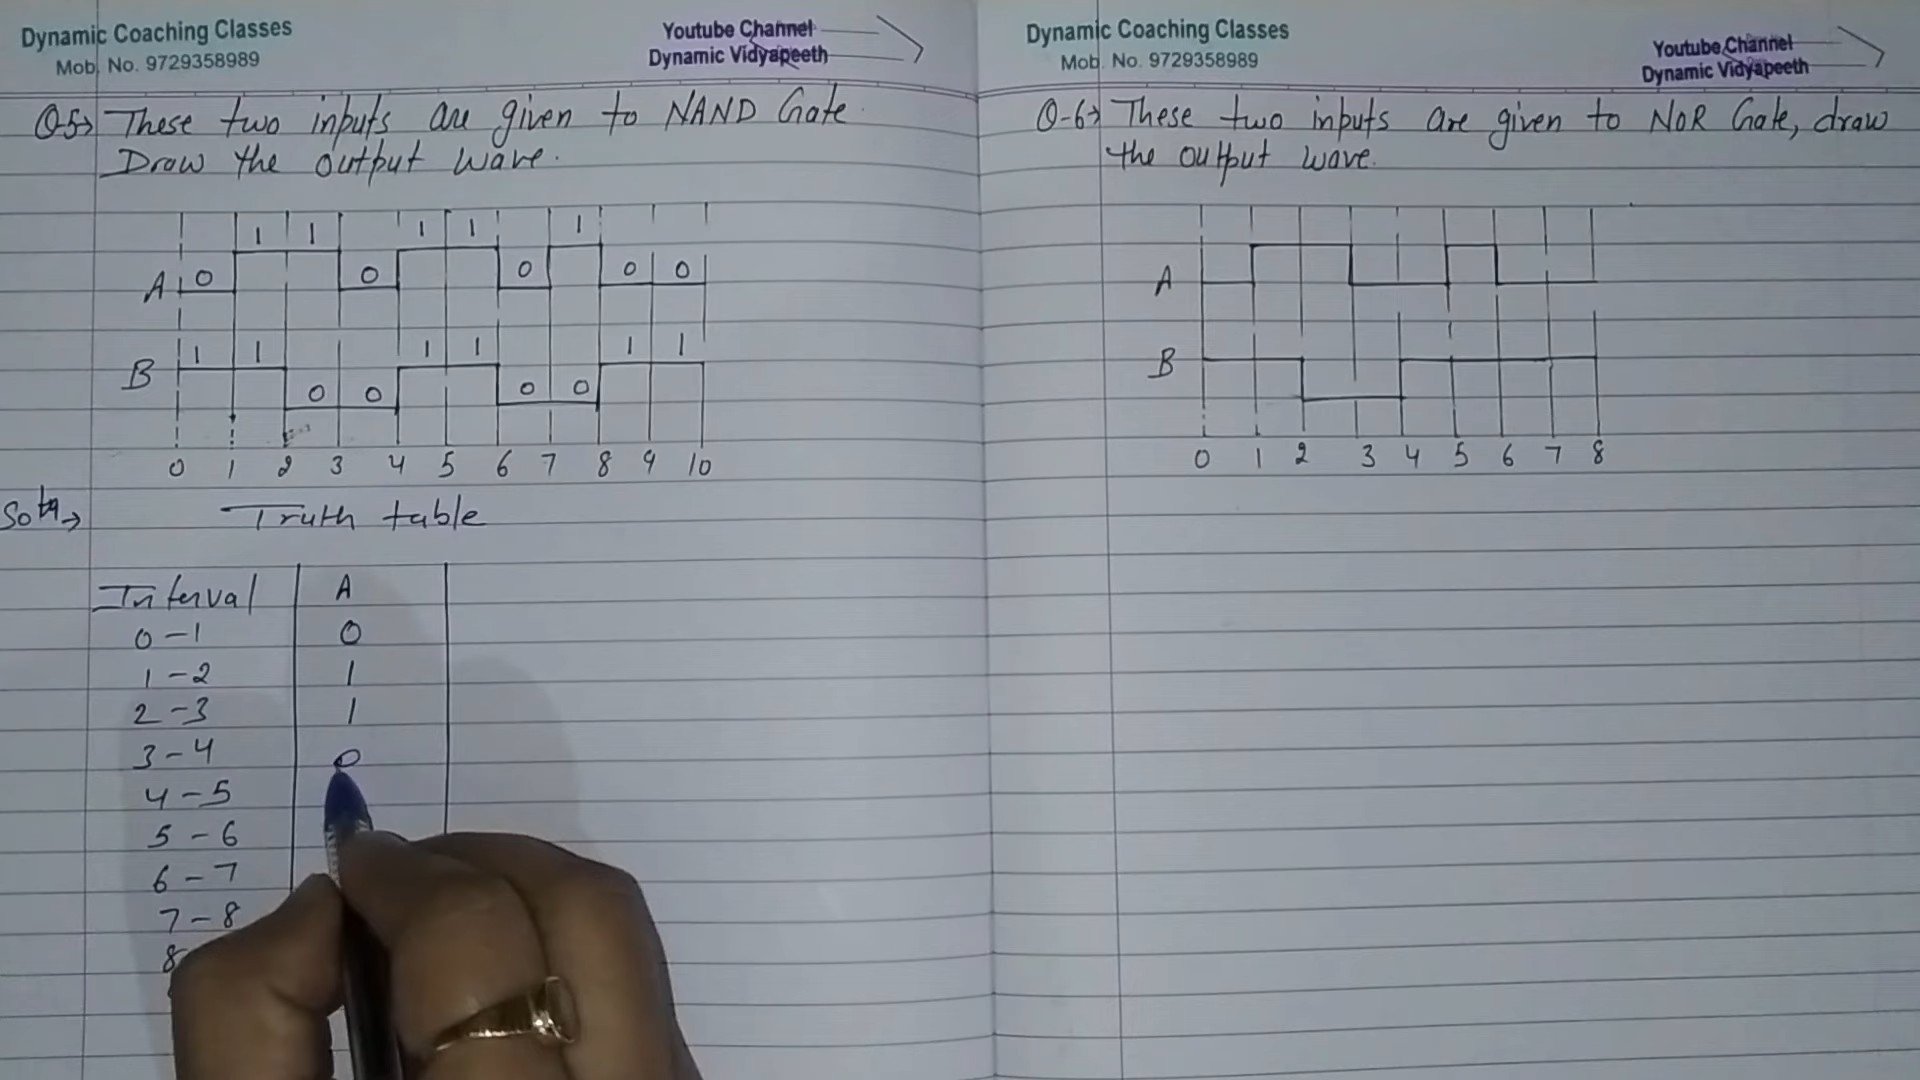 Dynamic Coaching Classes
Mob. No. 9729358989
Youtube Channel
Dynamic Vidyapeeth
Q-5→ These two inputs are given to NAND Gate.
Draw the output wave.
1 1 1 1 1
A 0 0 0 0 0
1 1 1 1 1 1
B 0 0 0 0
0 1 2 3 4 5 6 7 8 9 10
Soln→ Truth table
Interval A
0-1 0
1-2 1
2-3 1
3-4 0
4-5
5-6
6-7
7-8
8
Dynamic Coaching Classes
Mob. No. 9729358989
Youtube Channel
Dynamic Vidyapeeth
Q-6→ These two inputs are given to NOR Gate, draw
the output wave.
A
B
0 1 2 3 4 5 6 7 8